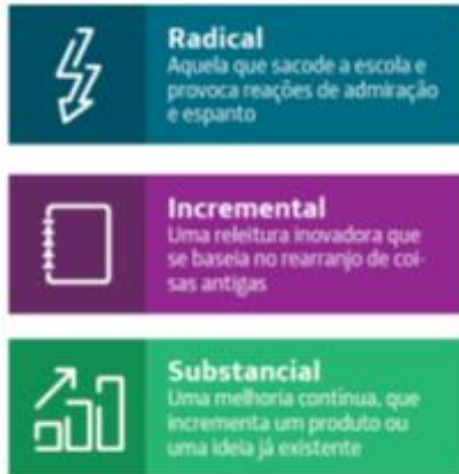 Radical
Aquela que sacode a escola e
provoca reações de admiração
e espanto
Incremental
Uma releitura inovadora que
se baseia no rearranjo de coi-
sas antigas
Substancial
Uma melhoria contínua, que
incrementa um produto ou
uma ideia já existente